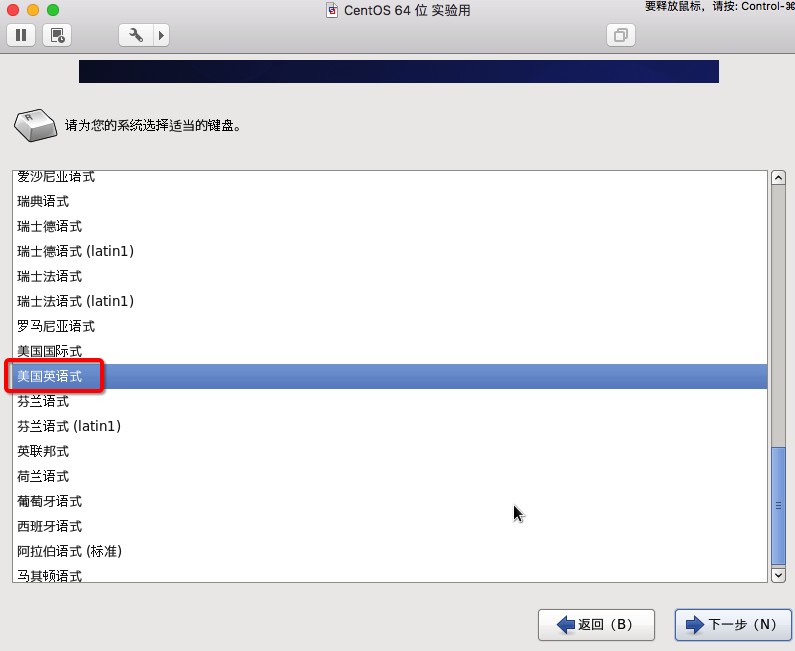 CentOS 64 位 实验用
要释放鼠标，请按: Control-⌘
请为您的系统选择适当的键盘。
爱沙尼亚语式
瑞典语式
瑞士德语式
瑞士德语式 (latin1)
瑞士法语式
瑞士法语式 (latin1)
罗马尼亚语式
美国国际式
美国英语式
芬兰语式
芬兰语式 (latin1)
英联邦式
荷兰语式
葡萄牙语式
西班牙语式
阿拉伯语式 (标准)
马其顿语式
返回（B）
下一步（N）